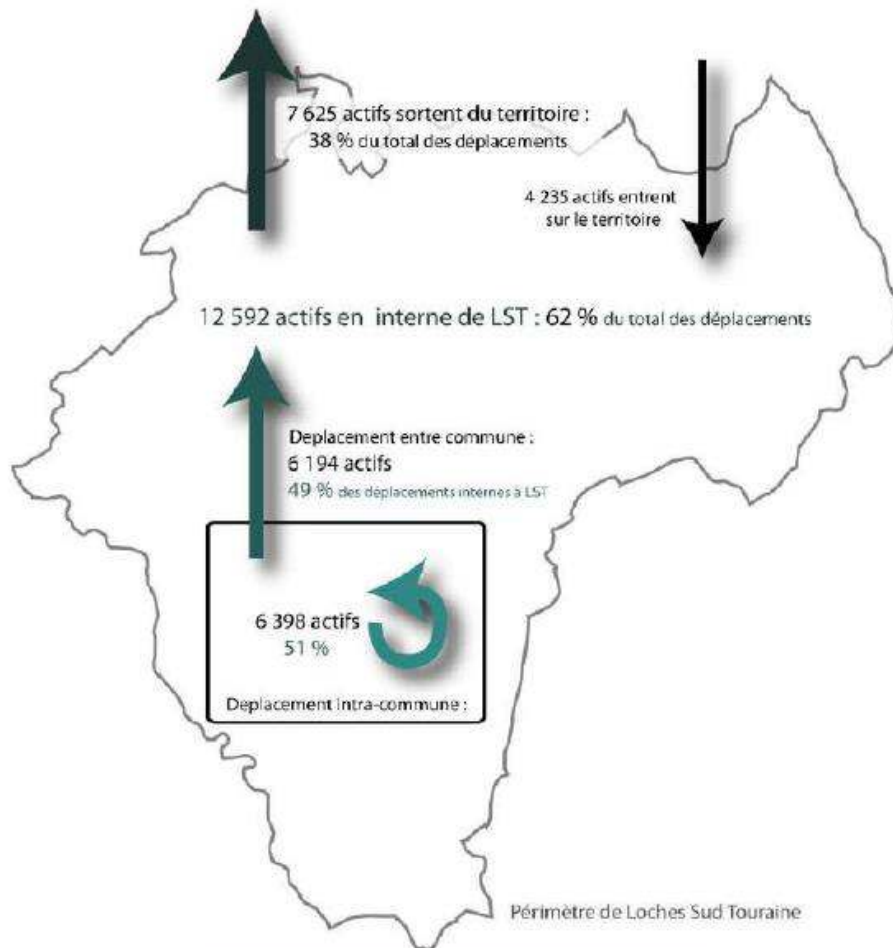 7 625 actifs sortent du territoire :
38 % du total des déplacements
4 235 actifs entrent
sur le territoire
12 592 actifs en interne de LST : 62 % du total des déplacements
Deplacement entre commune :
6 194 actifs
49 % des déplacements internes à LST
6 398 actifs
51 %
Deplacement intra-commune :
Périmètre de Loches Sud Touraine